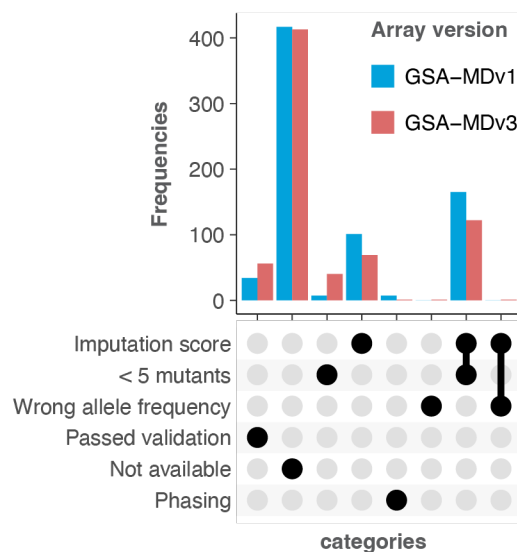 Array version
GSA-MDv1
GSA-MDv3
Frequencies
400
300
200
100
0
Imputation score
< 5 mutants
Wrong allele frequency
Passed validation
Not available
Phasing
categories